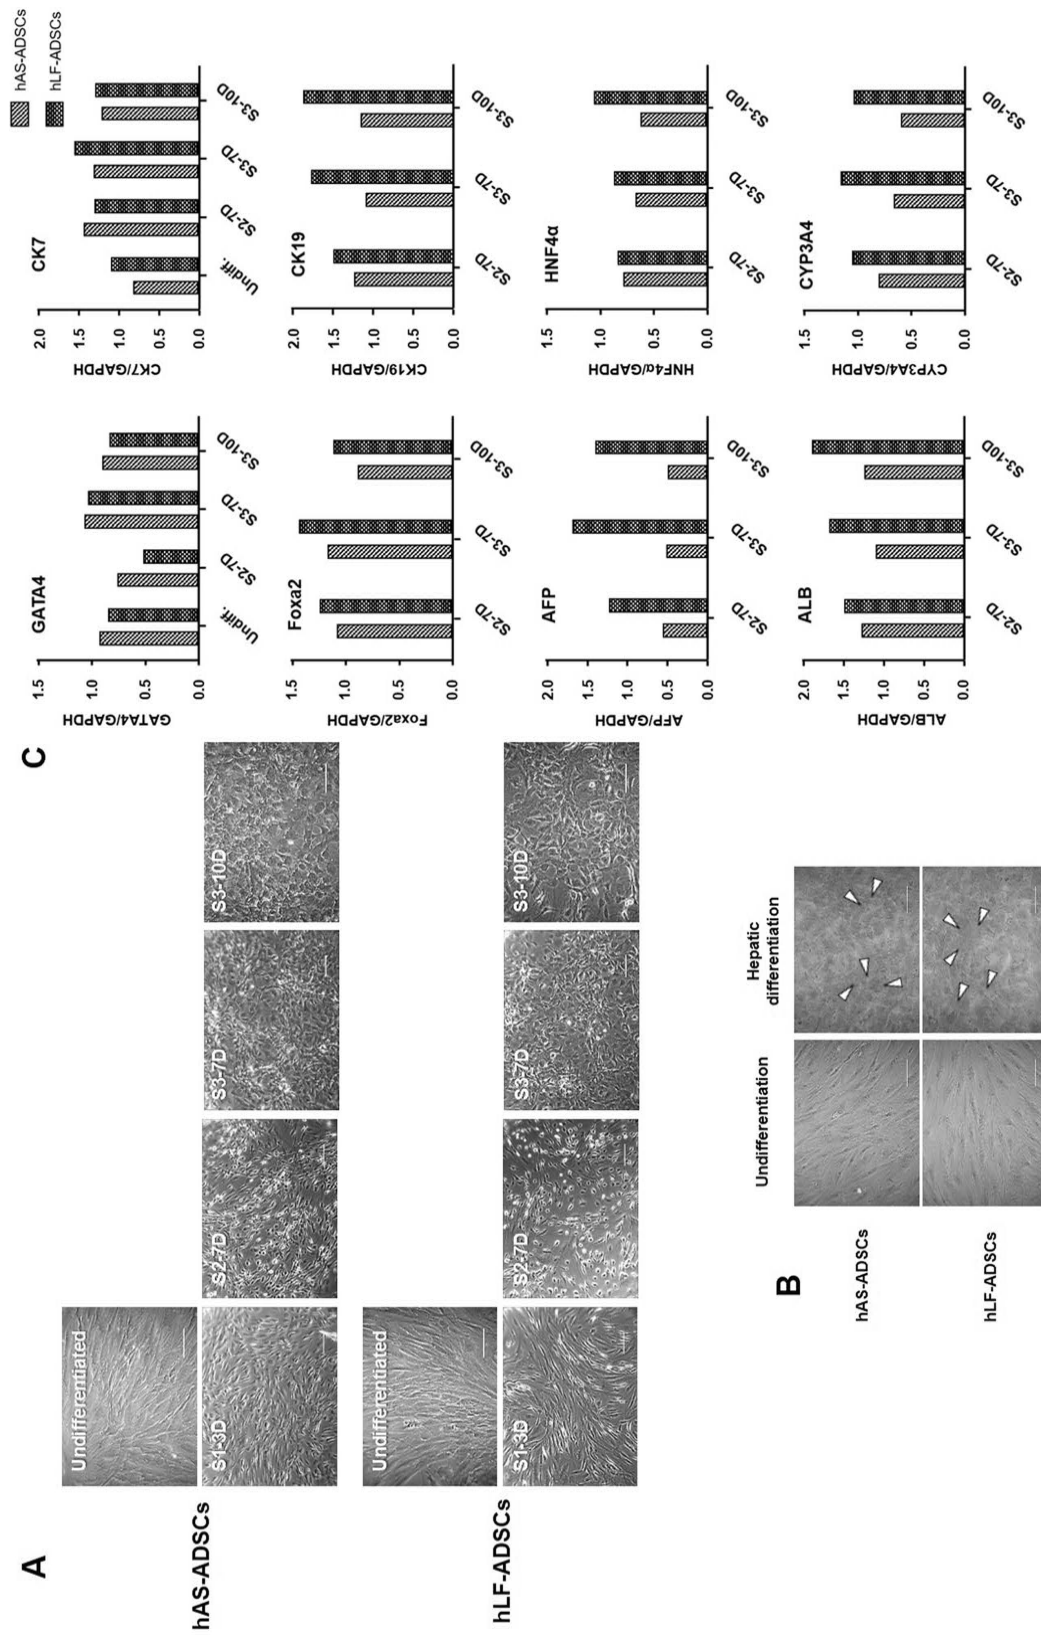 A
hAS-ADSCs
Undifferentiated
S1-3D
S2-7D
S3-7D
S3-10D
hLF-ADSCs
Undifferentiated
S1-3D
S2-7D
S3-7D
S3-10D
B
Undifferentiation
Hepatic
differentiation
hAS-ADSCs
hLF-ADSCs
C
hAS-ADSCs
hLF-ADSCs
GATA4
GATA4/GAPDH
1.5
1.0
0.5
0.0
Undiff.
S2-7D
S3-7D
S3-10D
CK7
CK7/GAPDH
2.0
1.5
1.0
0.5
0.0
Undiff.
S2-7D
S3-7D
S3-10D
Foxa2
Foxa2/GAPDH
1.5
1.0
0.5
0.0
S2-7D
S3-7D
S3-10D
CK19
CK19/GAPDH
2.0
1.5
1.0
0.5
0.0
S2-7D
S3-7D
S3-10D
AFP
AFP/GAPDH
2.0
1.5
1.0
0.5
0.0
S2-7D
S3-7D
S3-10D
HNF4α
HNF4α/GAPDH
1.5
1.0
0.5
0.0
S2-7D
S3-7D
S3-10D
ALB
ALB/GAPDH
2.0
1.5
1.0
0.5
0.0
S2-7D
S3-7D
S3-10D
CYP3A4
CYP3A4/GAPDH
1.5
1.0
0.5
0.0
S2-7D
S3-7D
S3-10D